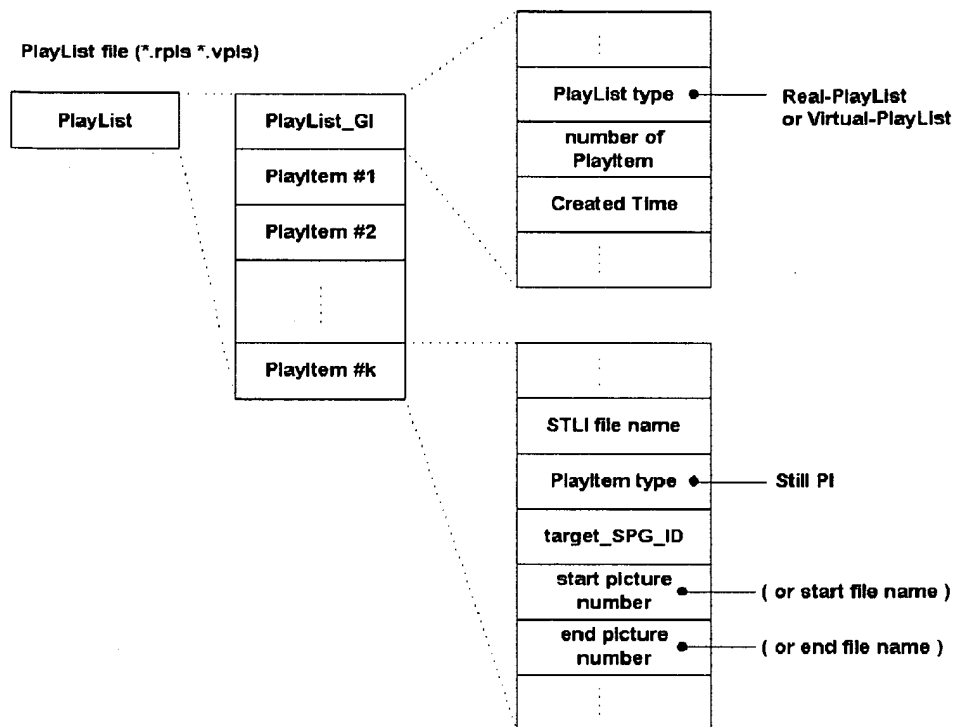 PlayList file (*.rpls *.vpls)
PlayList
PlayList_GI
PlayItem #1
PlayItem #2
PlayItem #k
PlayList type
Real-PlayList
or Virtual-PlayList
number of
PlayItem
Created Time
STLI file name
PlayItem type
Still PI
target_SPG_ID
start picture
number
( or start file name )
end picture
number
( or end file name )